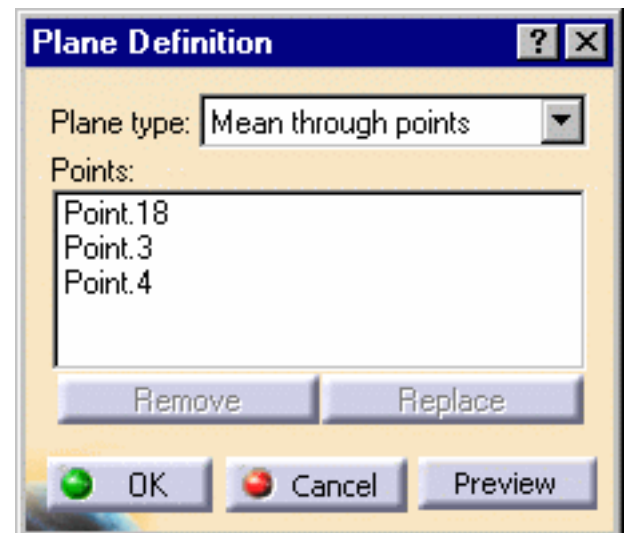 Plane Definition ? ×
Plane type: Mean through points
Points:
Point.18
Point.3
Point.4
Remove Replace
OK Cancel Preview